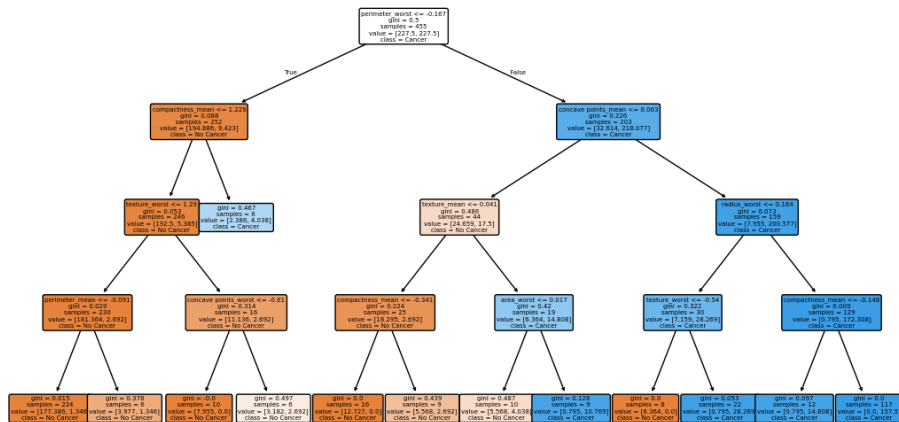 perimeter_worst <= -0.167
gini = 0.5
samples = 455
value = [227.5, 227.5]
class = Cancer
True
False
compactness_mean <= 1.229
gini = 0.088
samples = 252
value = [194.886, 9.423]
class = No Cancer
concave points_mean <= 0.063
gini = 0.226
samples = 203
value = [32.614, 218.077]
class = Cancer
texture_worst <= 1.29
gini = 0.053
samples = 246
value = [192.5, 5.385]
class = No Cancer
gini = 0.467
samples = 6
value = [2.386, 4.038]
class = Cancer
texture_mean <= 0.041
gini = 0.486
samples = 44
value = [24.659, 17.5]
class = No Cancer
radius_worst <= 0.164
gini = 0.073
samples = 159
value = [7.955, 200.577]
class = Cancer
perimeter_mean <= -0.091
gini = 0.029
samples = 230
value = [181.364, 2.692]
class = No Cancer
concave points_worst <= -0.61
gini = 0.314
samples = 16
value = [11.136, 2.692]
class = No Cancer
compactness_mean <= -0.341
gini = 0.224
samples = 25
value = [18.295, 2.692]
class = No Cancer
area_worst <= 0.017
gini = 0.42
samples = 19
value = [6.364, 14.808]
class = Cancer
texture_worst <= -0.54
gini = 0.322
samples = 30
value = [7.159, 28.269]
class = Cancer
compactness_mean <= -0.148
gini = 0.009
samples = 129
value = [0.795, 172.308]
class = Cancer
gini = 0.015
samples = 224
value = [177.386, 1.346
class = No Cancer
gini = 0.378
samples = 6
value = [3.977, 1.346]
class = No Cancer
gini = -0.0
samples = 10
value = [7.955, 0.0]
class = No Cancer
gini = 0.497
samples = 6
value = [3.182, 2.692]
class = No Cancer
gini = 0.0
samples = 16
value = [12.727, 0.0]
class = No Cancer
gini = 0.439
samples = 9
value = [5.568, 2.692]
class = No Cancer
gini = 0.487
samples = 10
value = [5.568, 4.038]
class = No Cancer
gini = 0.128
samples = 9
value = [0.795, 10.769]
class = Cancer
gini = 0.0
samples = 8
value = [6.364, 0.0]
class = No Cancer
gini = 0.053
samples = 22
value = [0.795, 28.269
class = Cancer
gini = 0.097
samples = 12
value = [0.795, 14.808]
class = Cancer
gini = 0.0
samples = 117
value = [0.0, 157.5]
class = Cancer